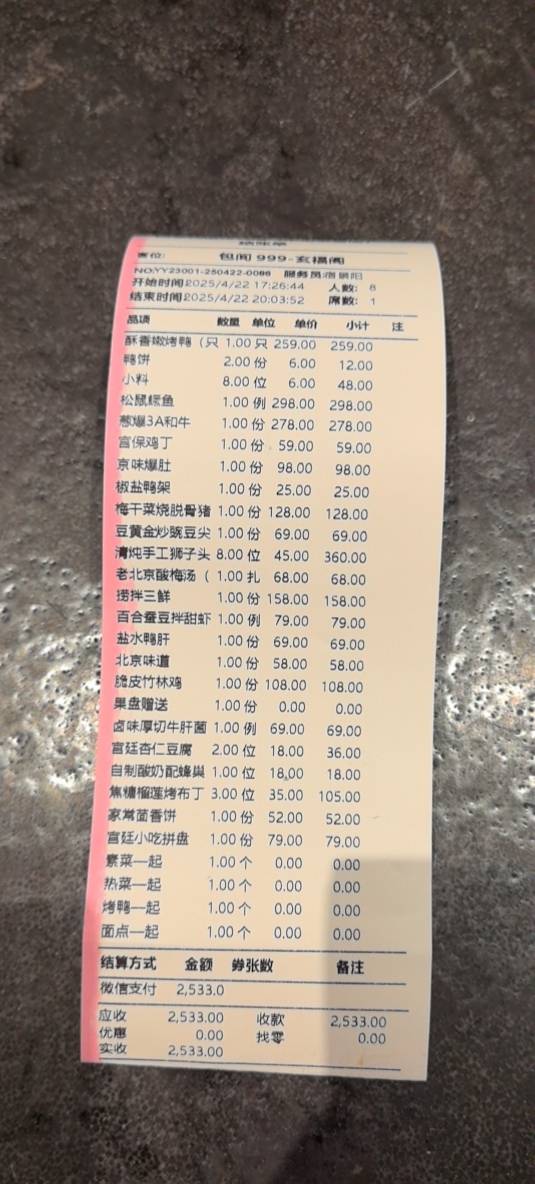 客位: 包间 999-玄福阁
NO:YY23001-250422-0086 服务员:宿景阳
开始时间2025/4/22 17:26:44 人数: 8
结束时间2025/4/22 20:03:52 席数: 1
品项 数量 单位 单价 小计 注
酥香嫩烤鸭(只 1.00 只 259.00 259.00
鸭饼 2.00 份 6.00 12.00
小料 8.00 位 6.00 48.00
松鼠鳜鱼 1.00 例 298.00 298.00
葱爆3A和牛 1.00 份 278.00 278.00
宫保鸡丁 1.00 份 59.00 59.00
京味爆肚 1.00 份 98.00 98.00
椒盐鸭架 1.00 份 25.00 25.00
梅干菜烧脱骨猪 1.00 份 128.00 128.00
豆黄金炒豌豆尖 1.00 份 69.00 69.00
清炖手工狮子头 8.00 位 45.00 360.00
老北京酸梅汤( 1.00 扎 68.00 68.00
捞拌三鲜 1.00 份 158.00 158.00
百合蚕豆拌甜虾 1.00 例 79.00 79.00
盐水鸭肝 1.00 份 69.00 69.00
北京味道 1.00 份 58.00 58.00
脆皮竹林鸡 1.00 份 108.00 108.00
果盘赠送 1.00 份 0.00 0.00
卤味厚切牛肝菌 1.00 例 69.00 69.00
宫廷杏仁豆腐 2.00 位 18.00 36.00
自制酸奶配蜂巢 1.00 位 18.00 18.00
焦糖榴莲烤布丁 3.00 位 35.00 105.00
家常茴香饼 1.00 份 52.00 52.00
宫廷小吃拼盘 1.00 份 79.00 79.00
素菜一起 1.00 个 0.00 0.00
热菜一起 1.00 个 0.00 0.00
烤鸭一起 1.00 个 0.00 0.00
面点一起 1.00 个 0.00 0.00
结算方式 金额 券张数 备注
微信支付 2,533.0
应收 2,533.00 收款 2,533.00
优惠 0.00 找零 0.00
实收 2,533.00